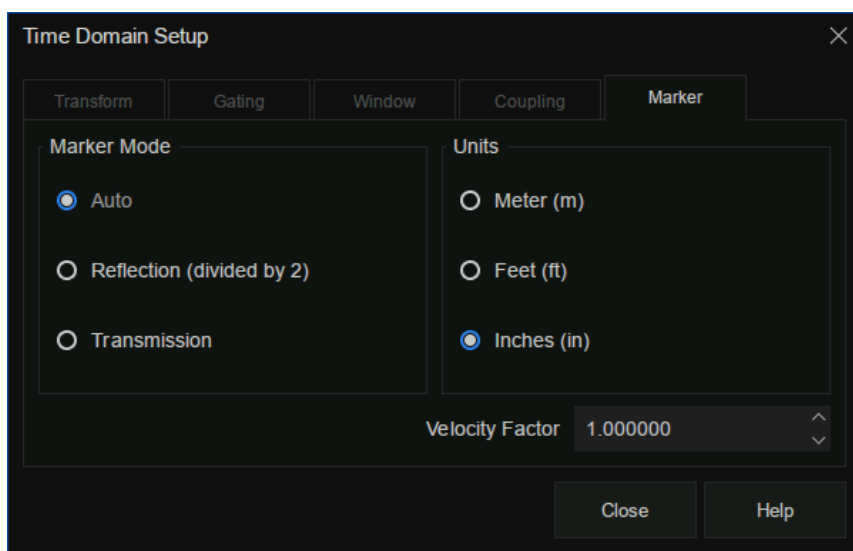 Time Domain Setup
Transform Gating Window Coupling Marker
Marker Mode
Auto
Reflection (divided by 2)
Transmission
Units
Meter (m)
Feet (ft)
Inches (in)
Velocity Factor 1.000000
Close Help